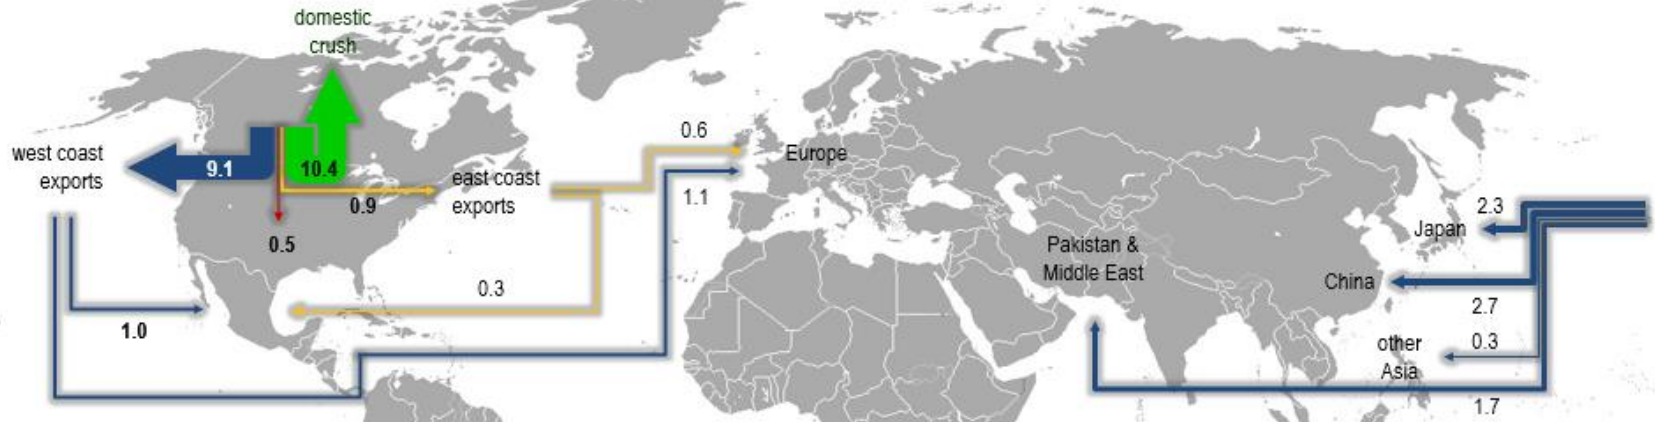 domestic
crush
west coast
exports
9.1
10.4
east coast
exports
0.9
0.5
1.0
0.3
0.6
1.1
Europe
Pakistan &
Middle East
Japan
2.3
China
2.7
other
Asia
0.3
1.7